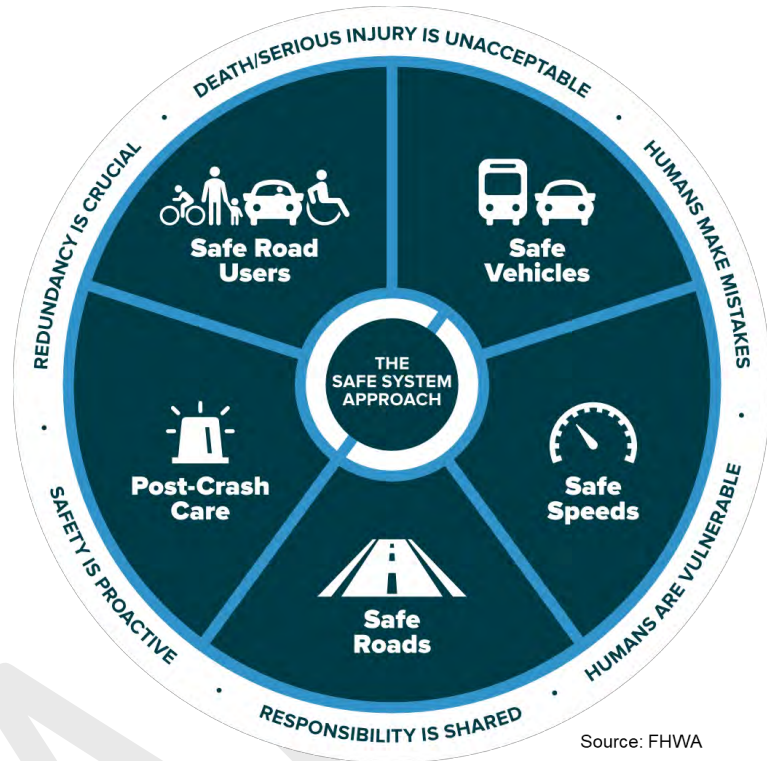 DEATH/SERIOUS INJURY IS UNACCEPTABLE
HUMANS MAKE MISTAKES
HUMANS ARE VULNERABLE
RESPONSIBILITY IS SHARED
SAFETY IS PROACTIVE
REDUNDANCY IS CRUCIAL
Safe Road
Users
Safe
Vehicles
Safe
Speeds
Safe
Roads
Post-Crash
Care
THE
SAFE SYSTEM
APPROACH
Source: FHWA